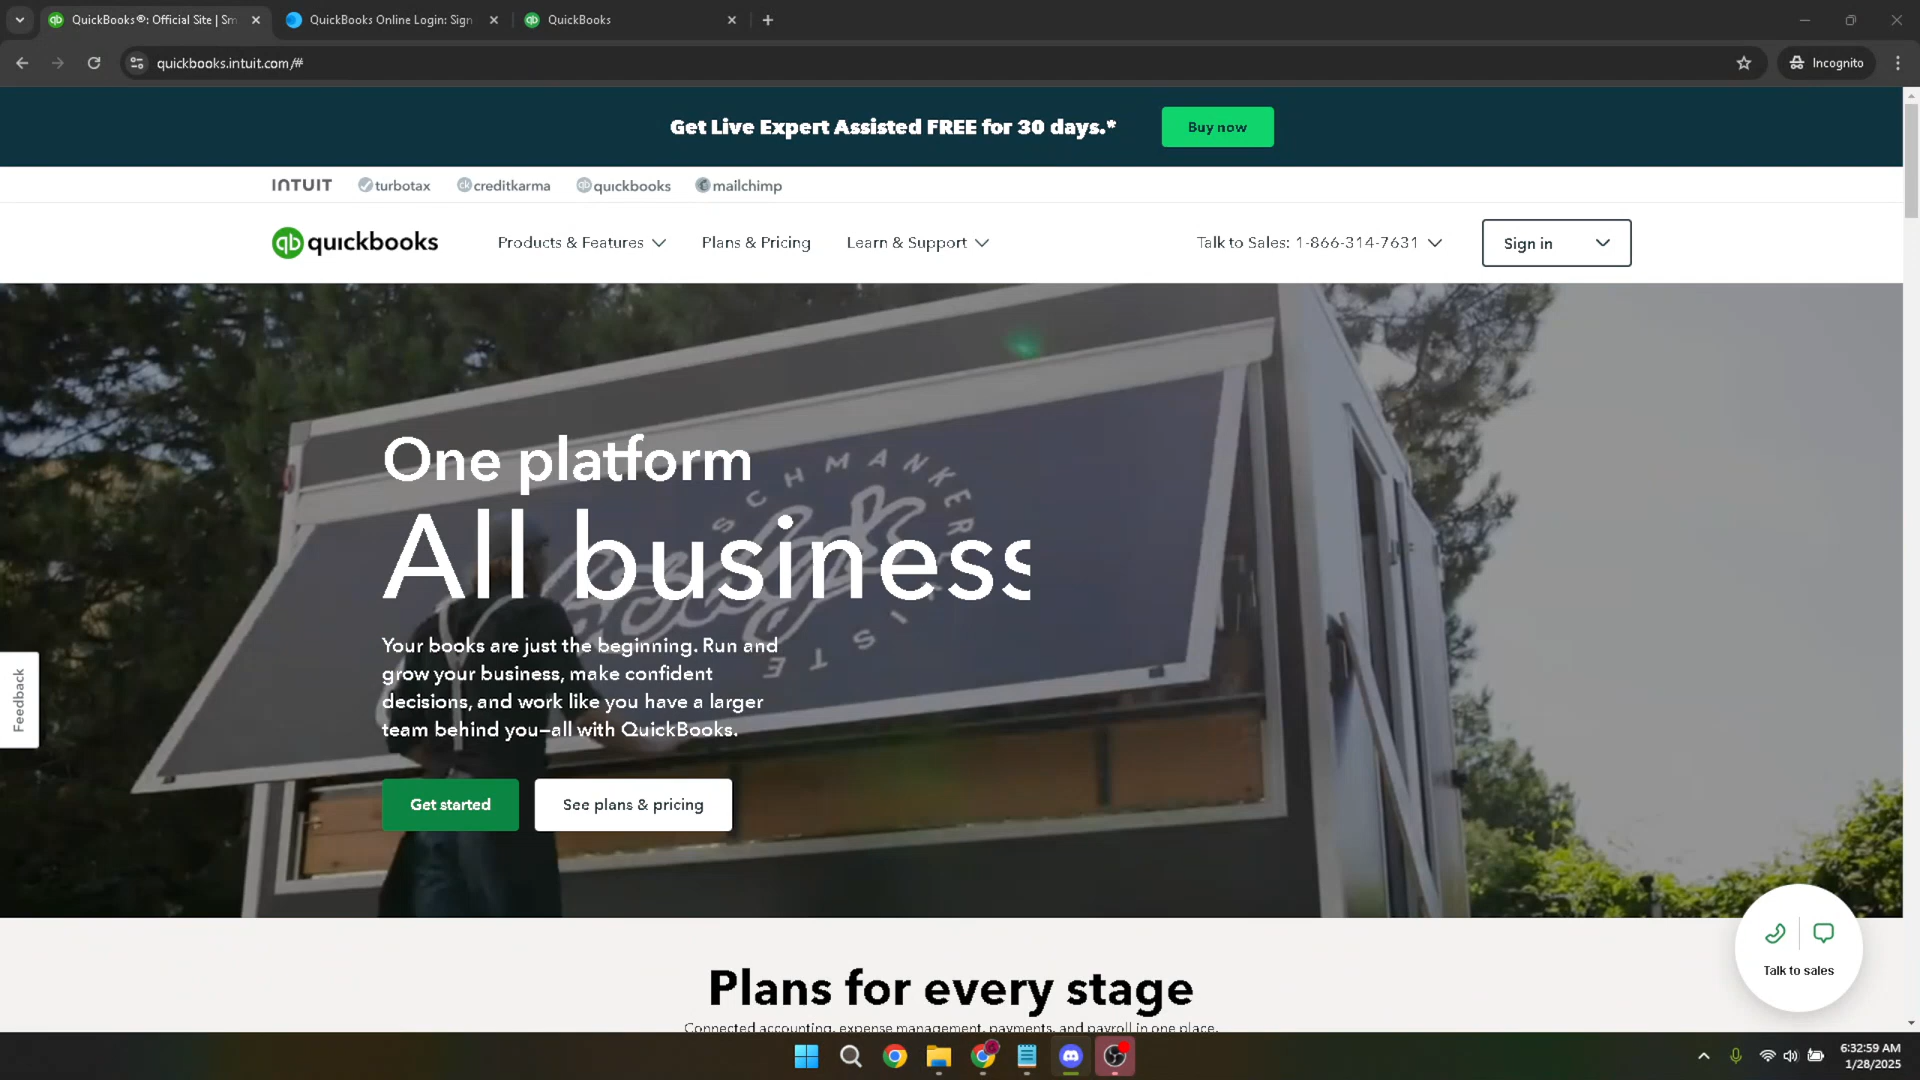 QuickBooks®: Official Site | Sm
QuickBooks Online Login: Sign
QuickBooks
quickbooks.intuit.com/#
Incognito
Get Live Expert Assisted FREE for 30 days.*
Buy now
INTUIT
turbotax
creditkarma
quickbooks
mailchimp
quickbooks
Products & Features
Plans & Pricing
Learn & Support
Talk to Sales: 1-866-314-7631
Sign in
SCHMANKERL
ISTE
One platform
All business
Your books are just the beginning. Run and
grow your business, make confident
decisions, and work like you have a larger
team behind you—all with QuickBooks.
Get started
See plans & pricing
Feedback
Talk to sales
Plans for every stage
Connected accounting, expense management, payments, and payroll in one place.
6:32:59 AM
1/28/2025